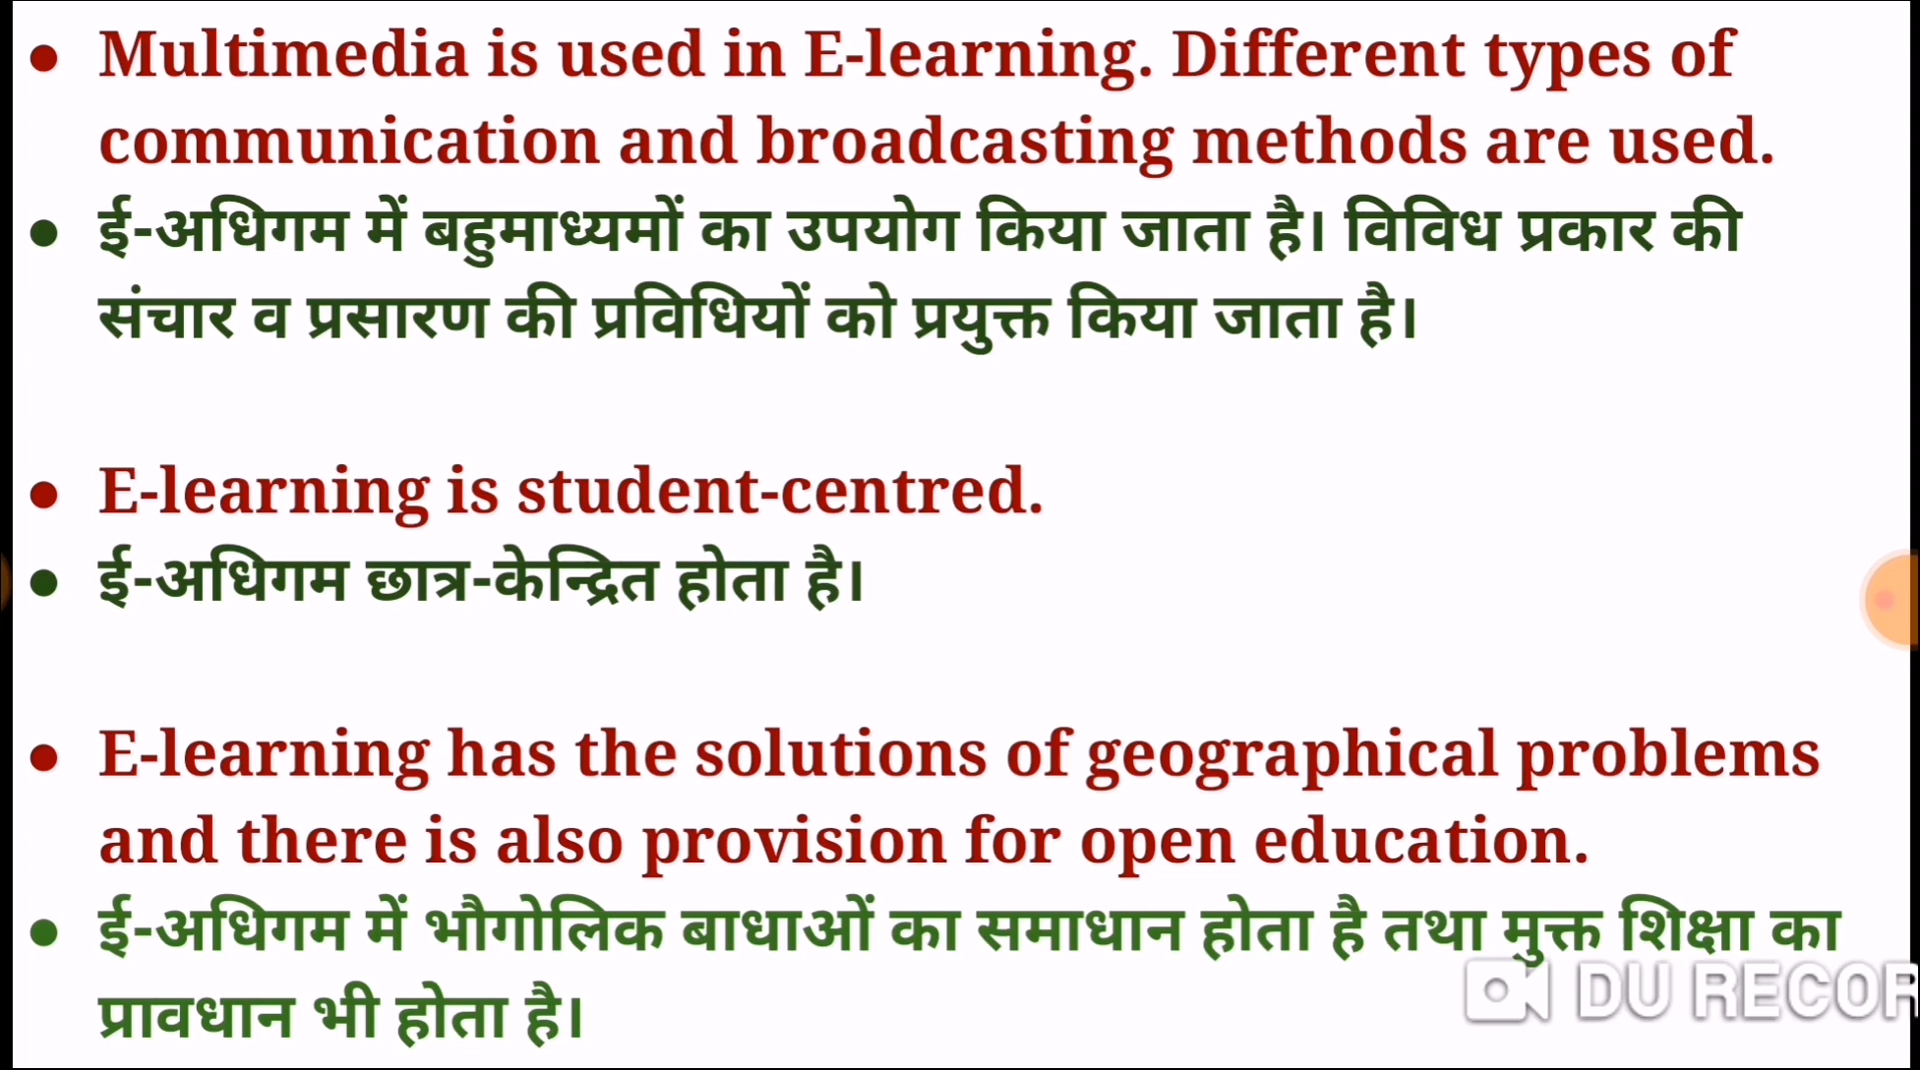 • Multimedia is used in E-learning. Different types of
communication and broadcasting methods are used.
• ई-अधिगम में बहुमाध्यमों का उपयोग किया जाता है। विविध प्रकार की
संचार व प्रसारण की प्रविधियों को प्रयुक्त किया जाता है।
• E-learning is student-centred.
• ई-अधिगम छात्र-केन्द्रित होता है।
• E-learning has the solutions of geographical problems
and there is also provision for open education.
• ई-अधिगम में भौगोलिक बाधाओं का समाधान होता है तथा मुक्त शिक्षा का
प्रावधान भी होता है।
DU RECOR